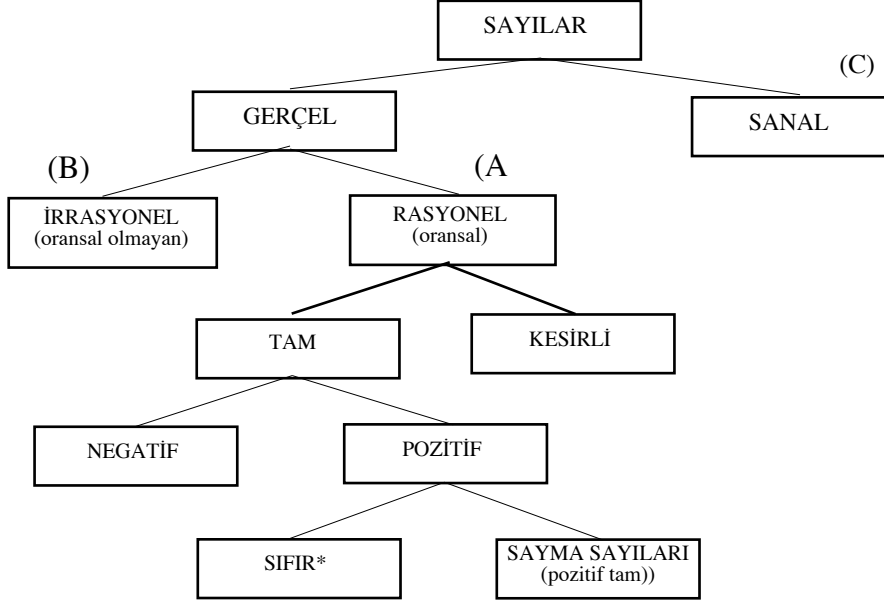 SAYILAR
(C)
GERÇEL
SANAL
(B)
(A
İRRASYONEL
(oransal olmayan)
RASYONEL
(oransal)
TAM
KESİRLİ
NEGATİF
POZİTİF
SIFIR*
SAYMA SAYILARI
(pozitif tam))